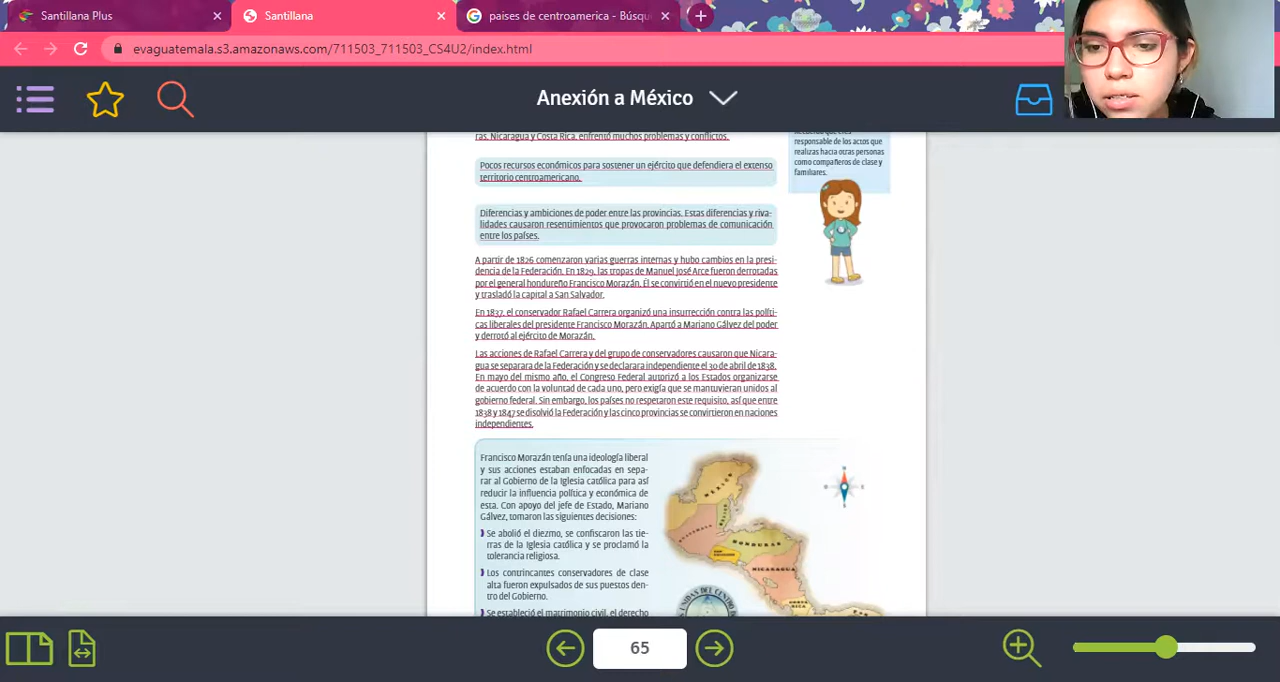 Santillana Plus
Santillana
paises de centroamerica - Búsqu
evaguatemala.s3.amazonaws.com/711503_711503_CS4U2/index.html
Anexión a México
ras, Nicaragua y Costa Rica, enfrentó muchos problemas y conflictos.
Pocos recursos económicos para sostener un ejército que defendiera el extenso
territorio centroamericano.
Diferencias y ambiciones de poder entre las provincias. Estas diferencias y riva-
lidades causaron resentimientos que provocaron problemas de comunicación
entre los países.
A partir de 1826 comenzaron varias guerras internas y hubo cambios en la presi-
dencia de la Federación. En 1829, las tropas de Manuel José Arce fueron derrotadas
por el general hondureño Francisco Morazán. Él se convirtió en el nuevo presidente
y trasladó la capital a San Salvador.
En 1837, el conservador Rafael Carrera organizó una insurrección contra las políti-
cas liberales del presidente Francisco Morazán. Apartó a Mariano Gálvez del poder
y derrotó al ejército de Morazán.
Las acciones de Rafael Carrera y del grupo de conservadores causaron que Nicara-
gua se separara de la Federación y se declarara independiente el 30 de abril de 1838.
En mayo del mismo año, el Congreso Federal autorizó a los Estados organizarse
de acuerdo con la voluntad de cada uno, pero exigía que se mantuvieran unidos al
gobierno federal. Sin embargo, los países no respetaron este requisito, así que entre
1838 y 1847 se disolvió la Federación y las cinco provincias se convirtieron en naciones
independientes.
responsable de los actos que
realizas hacia otras personas
como compañeros de clase y
familiares.
Francisco Morazán tenía una ideología liberal
y sus acciones estaban enfocadas en sepa-
rar al Gobierno de la Iglesia católica para así
reducir la influencia política y económica de
esta. Con apoyo del jefe de Estado, Mariano
Gálvez, tomaron las siguientes decisiones:
Se abolió el diezmo, se confiscaron las tie-
rras de la Iglesia católica y se proclamó la
tolerancia religiosa.
Los contrincantes conservadores de clase
alta fueron expulsados de sus puestos den-
tro del Gobierno.
Se estableció el matrimonio civil, el derecho
MÉXICO
GUATEMALA
HONDURAS
NICARAGUA
COSTA
RICA
65